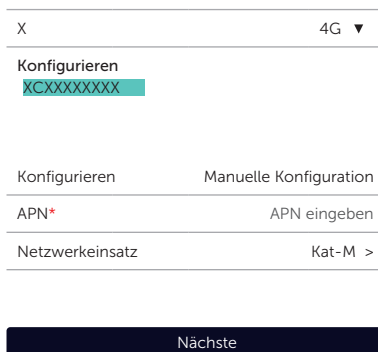 X 4G ▼
Konfigurieren
XCXXXXXXXX
Konfigurieren Manuelle Konfiguration
APN* APN eingeben
Netzwerkeinsatz Kat-M >
Nächste